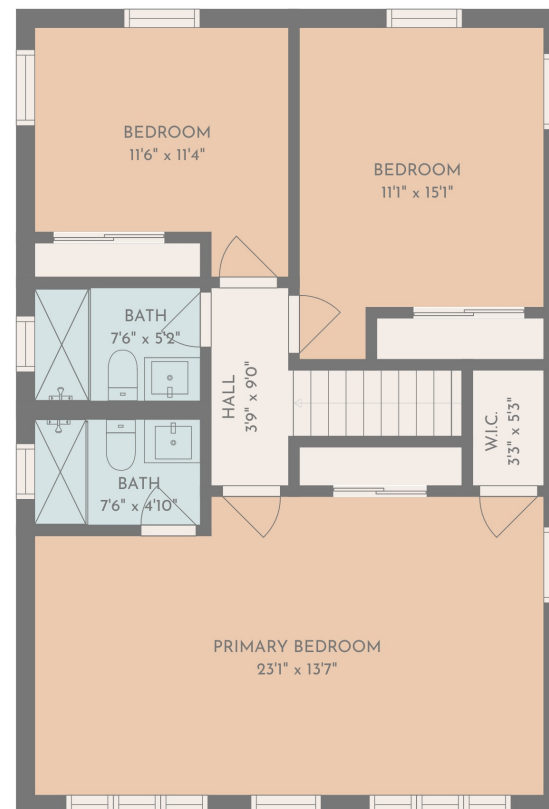 BEDROOM
11'6" x 11'4"
BEDROOM
11'1" x 15'1"
BATH
7'6" x 5'2"
HALL
3'9" x 9'0"
W.I.C.
3'3" x 5'3"
BATH
7'6" x 4'10"
PRIMARY BEDROOM
23'1" x 13'7"